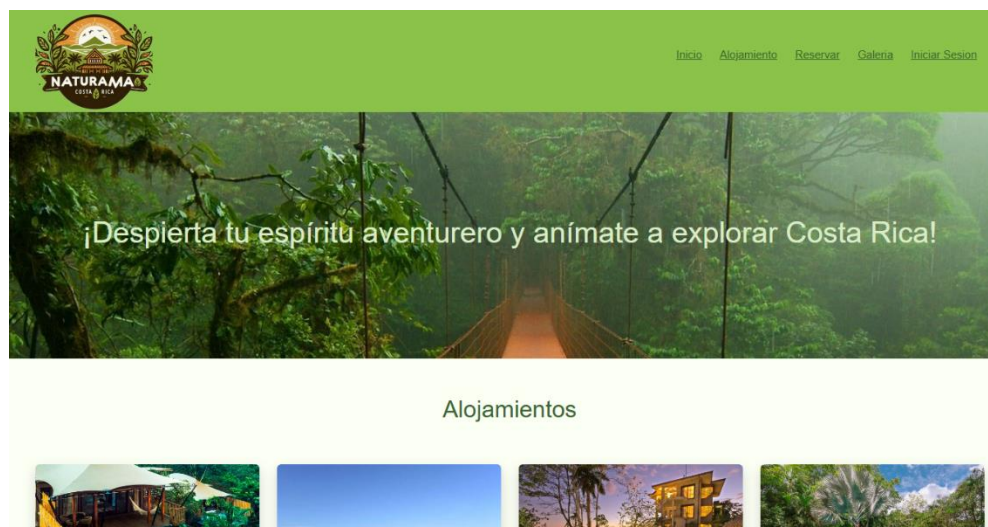 NATURAMA
COSTA RICA
Inicio Alojamiento Reservar Galeria Iniciar Sesion
¡Despierta tu espíritu aventurero y anímate a explorar Costa Rica!
Alojamientos